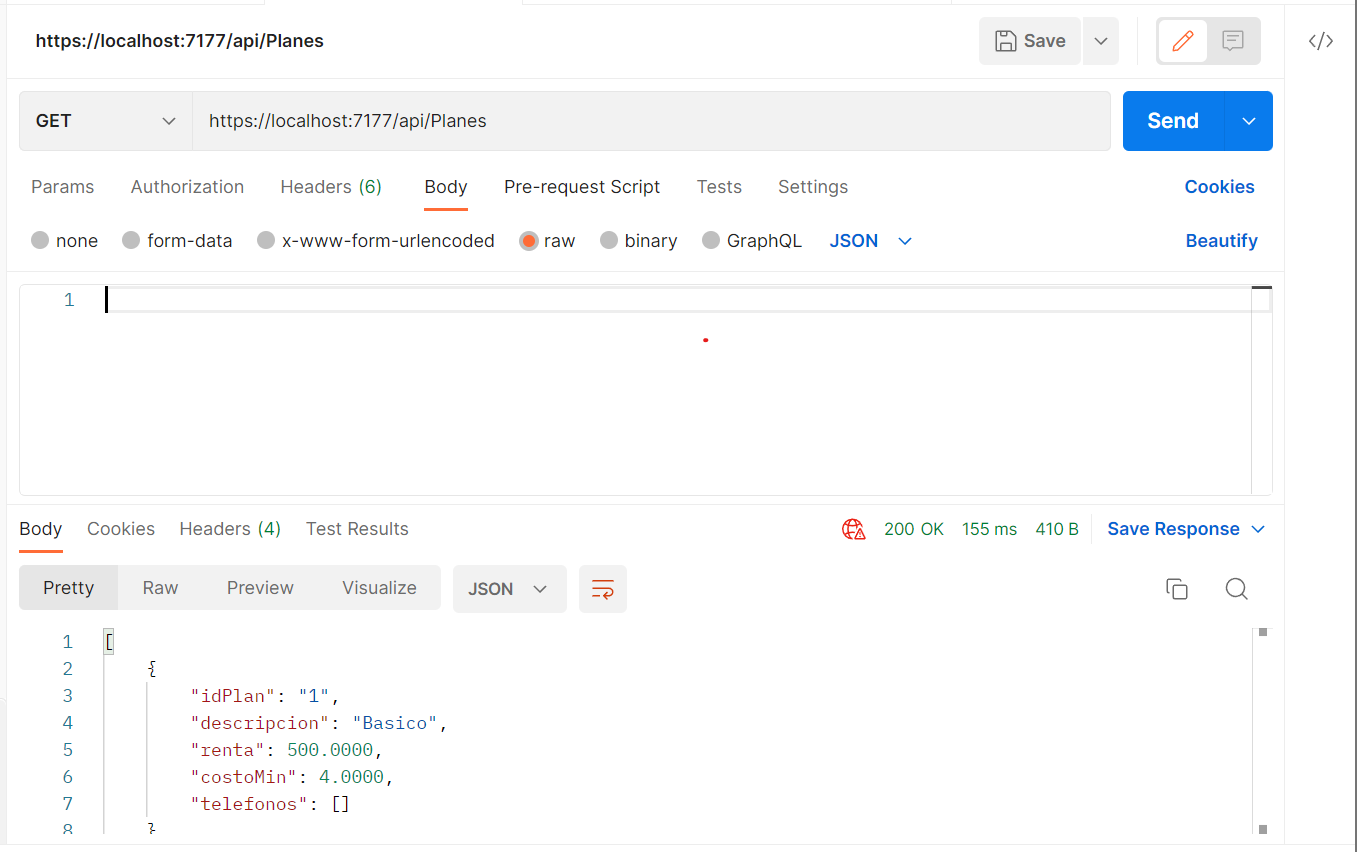 https://localhost:7177/api/Planes
Save
GET
https://localhost:7177/api/Planes
Send
Params Authorization Headers (6) Body Pre-request Script Tests Settings Cookies
none form-data x-www-form-urlencoded raw binary GraphQL JSON Beautify
1
Body Cookies Headers (4) Test Results 200 OK 155 ms 410 B Save Response
Pretty Raw Preview Visualize JSON
1 [
2 {
3 "idPlan": "1",
4 "descripcion": "Basico",
5 "renta": 500.0000,
6 "costoMin": 4.0000,
7 "telefonos": []
8 }